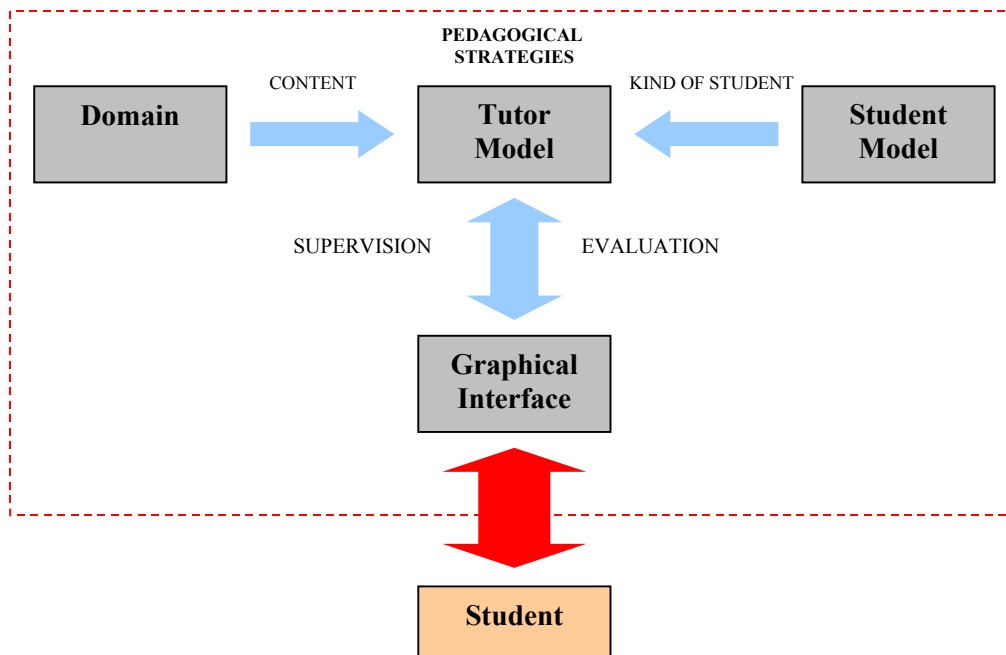 PEDAGOGICAL
STRATEGIES
CONTENT
KIND OF STUDENT
Domain
Tutor
Model
Student
Model
SUPERVISION
EVALUATION
Graphical
Interface
Student